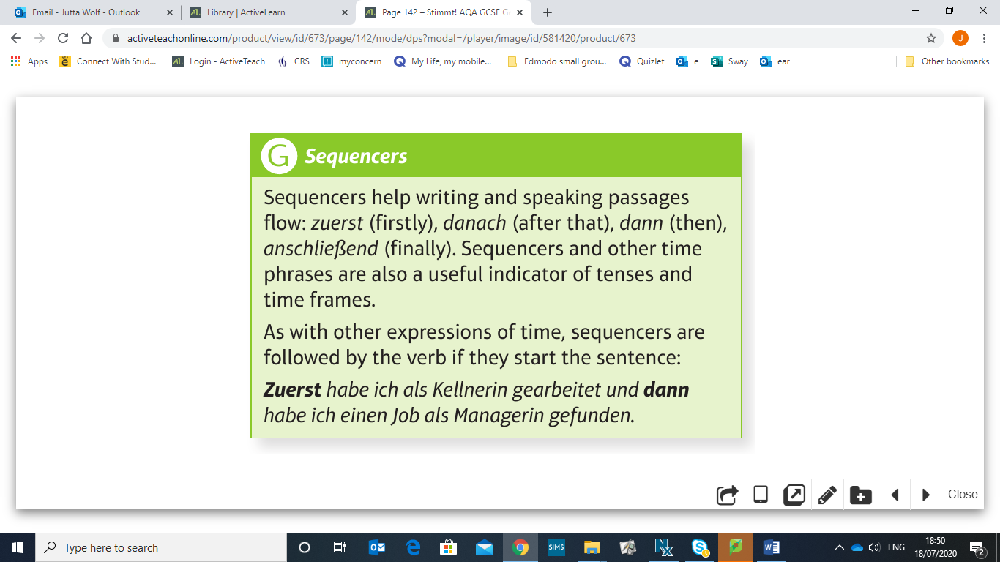 Email - Jutta Wolf - Outlook
Library | ActiveLearn
Page 142 – Stimmt! AQA GCSE G
activeteachonline.com/product/view/id/673/page/142/mode/dps?modal=/player/image/id/581420/product/673
J
Apps
Connect With Stud...
Login - ActiveTeach
CRS
myconcern
My Life, my mobile...
Edmodo small grou...
Quizlet
e
Sway
ear
Other bookmarks
G Sequencers
Sequencers help writing and speaking passages
flow: zuerst (firstly), danach (after that), dann (then),
anschließend (finally). Sequencers and other time
phrases are also a useful indicator of tenses and
time frames.
As with other expressions of time, sequencers are
followed by the verb if they start the sentence:
Zuerst habe ich als Kellnerin gearbeitet und dann
habe ich einen Job als Managerin gefunden.
Close
Type here to search
SIMS
ENG
18:50
18/07/2020
2